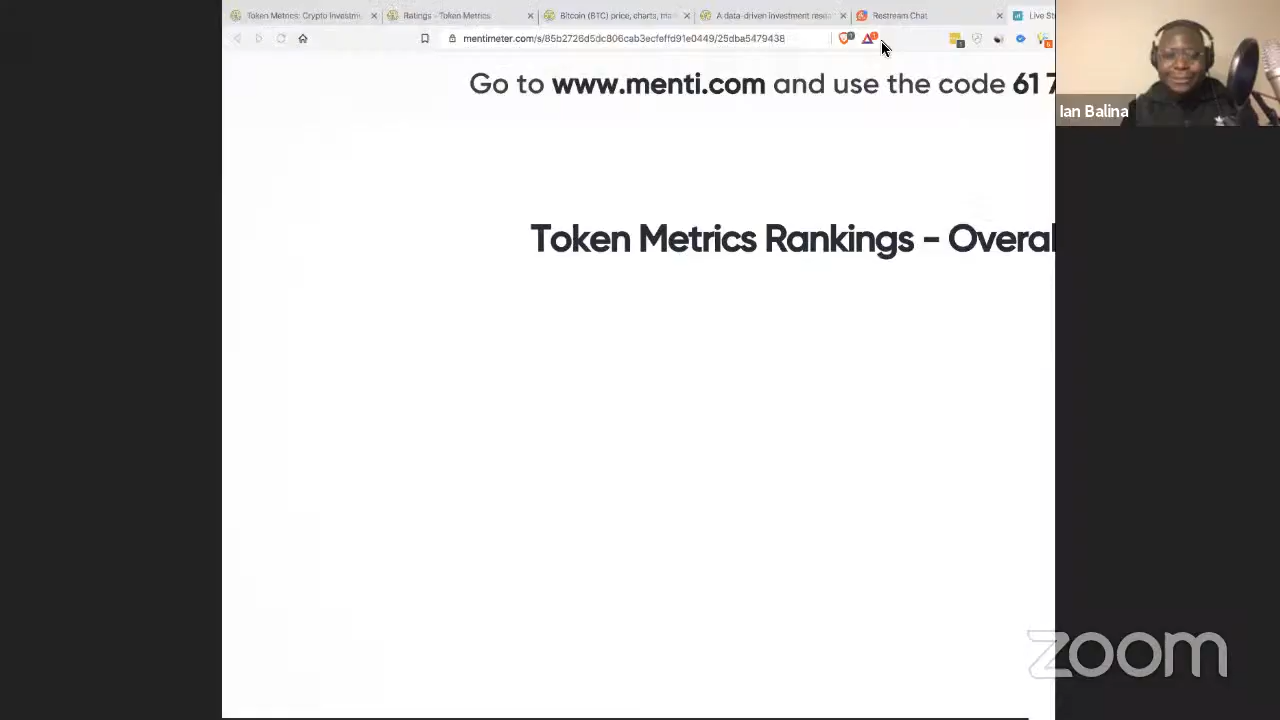 Token Metrics: Crypto Investm
Ratings - Token Metrics
Bitcoin (BTC) price, charts, ma
A data-driven investment resea
Restream Chat
Live St
mentimeter.com/s/85b2726d5dc806cab3ecfeffd91e0449/25dba5479438
Go to www.menti.com and use the code 61 7
Ian Balina
Token Metrics Rankings - Overal
zoom